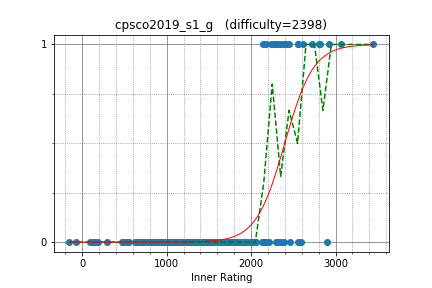 cpsco2019_s1_g   (difficulty=2398)
1
0
0 1000 2000 3000
Inner Rating